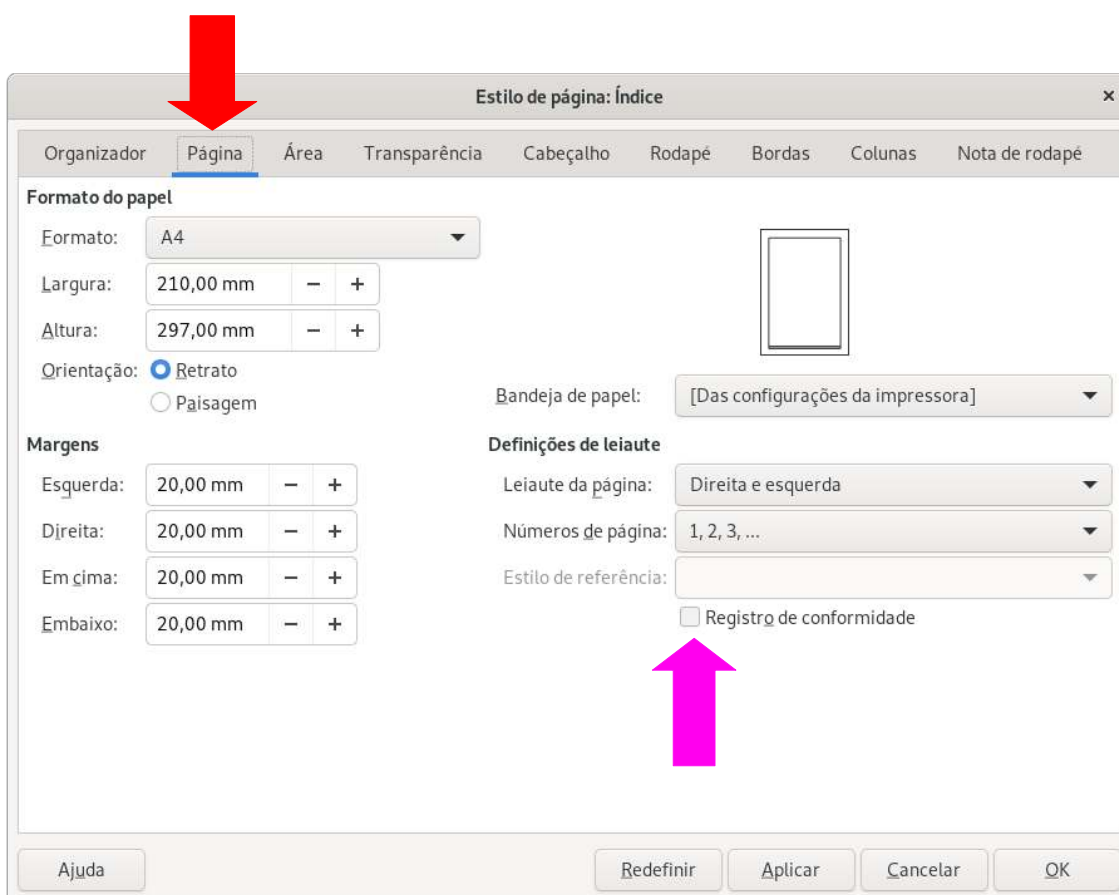 Estilo de página: Índice ×
Organizador Página Área Transparência Cabeçalho Rodapé Bordas Colunas Nota de rodapé
Formato do papel
Formato: A4
Largura: 210,00 mm − +
Altura: 297,00 mm − +
Orientação: Retrato
Paisagem
Bandeja de papel: [Das configurações da impressora]
Margens
Esquerda: 20,00 mm − +
Direita: 20,00 mm − +
Em cima: 20,00 mm − +
Embaixo: 20,00 mm − +
Definições de leiaute
Leiaute da página: Direita e esquerda
Números de página: 1, 2, 3, ...
Estilo de referência:
Registro de conformidade
Ajuda Redefinir Aplicar Cancelar OK